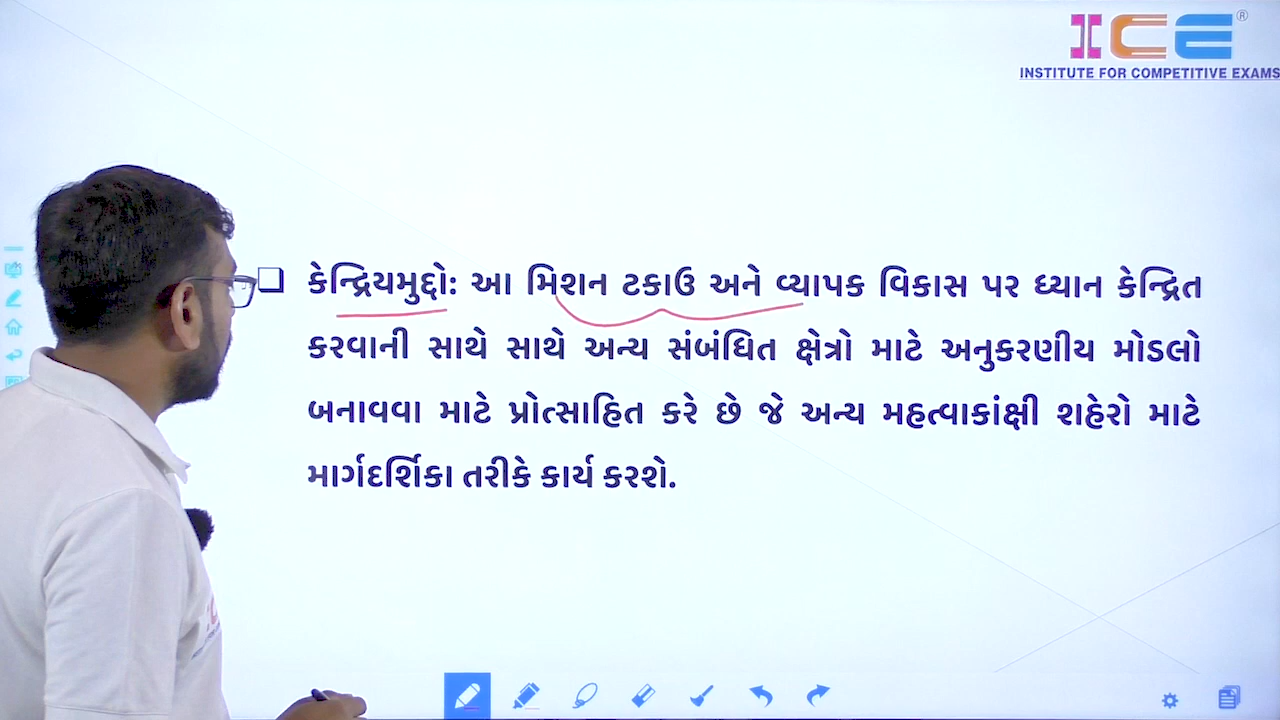 ICE ®
INSTITUTE FOR COMPETITIVE EXAMS
કેન્દ્રિયમુદ્દો: આ મિશન ટકાઉ અને વ્યાપક વિકાસ પર ધ્યાન કેન્દ્રિત
કરવાની સાથે સાથે અન્ય સંબંધિત ક્ષેત્રો માટે અનુકરણીય મોડલો
બનાવવા માટે પ્રોત્સાહિત કરે છે જે અન્ય મહત્વાકાંક્ષી શહેરો માટે
માર્ગદર્શિકા તરીકે કાર્ય કરશે.